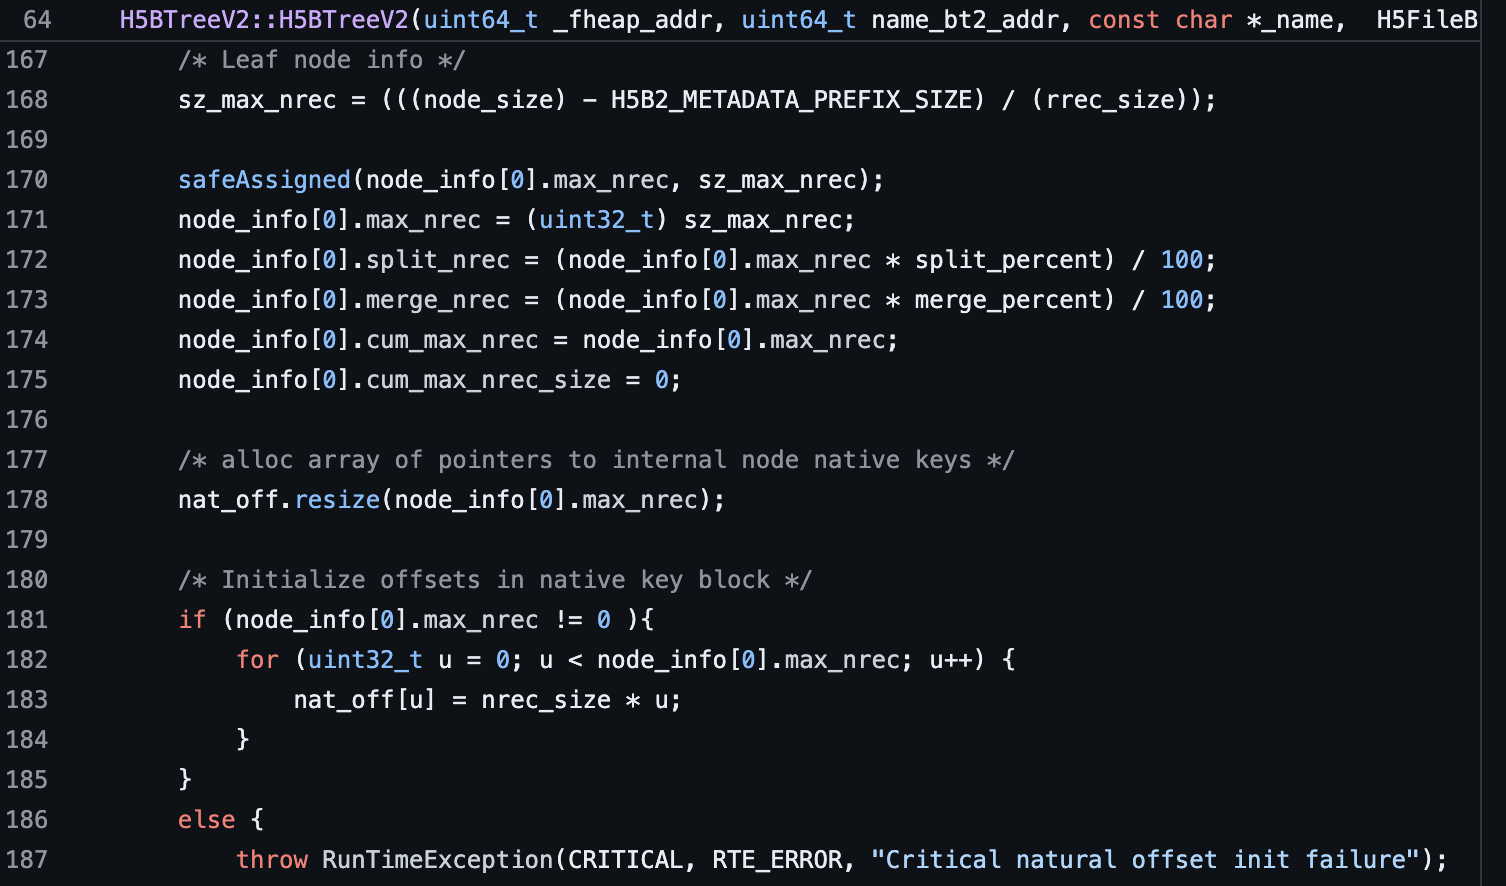 64 H5BTreeV2::H5BTreeV2(uint64_t _fheap_addr, uint64_t name_bt2_addr, const char *_name, H5FileB
167 /* Leaf node info */
168 sz_max_nrec = (((node_size) - H5B2_METADATA_PREFIX_SIZE) / (rrec_size));
169
170 safeAssigned(node_info[0].max_nrec, sz_max_nrec);
171 node_info[0].max_nrec = (uint32_t) sz_max_nrec;
172 node_info[0].split_nrec = (node_info[0].max_nrec * split_percent) / 100;
173 node_info[0].merge_nrec = (node_info[0].max_nrec * merge_percent) / 100;
174 node_info[0].cum_max_nrec = node_info[0].max_nrec;
175 node_info[0].cum_max_nrec_size = 0;
176
177 /* alloc array of pointers to internal node native keys */
178 nat_off.resize(node_info[0].max_nrec);
179
180 /* Initialize offsets in native key block */
181 if (node_info[0].max_nrec != 0 ){
182 for (uint32_t u = 0; u < node_info[0].max_nrec; u++) {
183 nat_off[u] = nrec_size * u;
184 }
185 }
186 else {
187 throw RunTimeException(CRITICAL, RTE_ERROR, "Critical natural offset init failure");